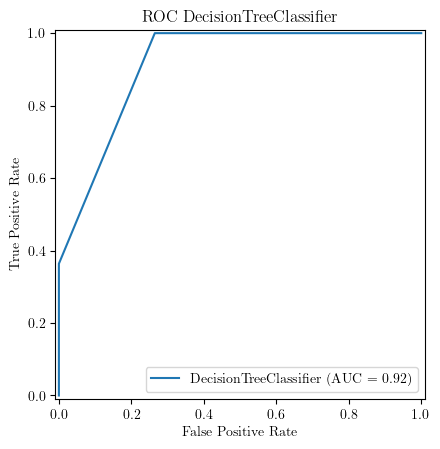 ROC DecisionTreeClassifier
1.0
0.8
0.6
0.4
0.2
0.0
True Positive Rate
DecisionTreeClassifier (AUC = 0.92)
0.0 0.2 0.4 0.6 0.8 1.0
False Positive Rate